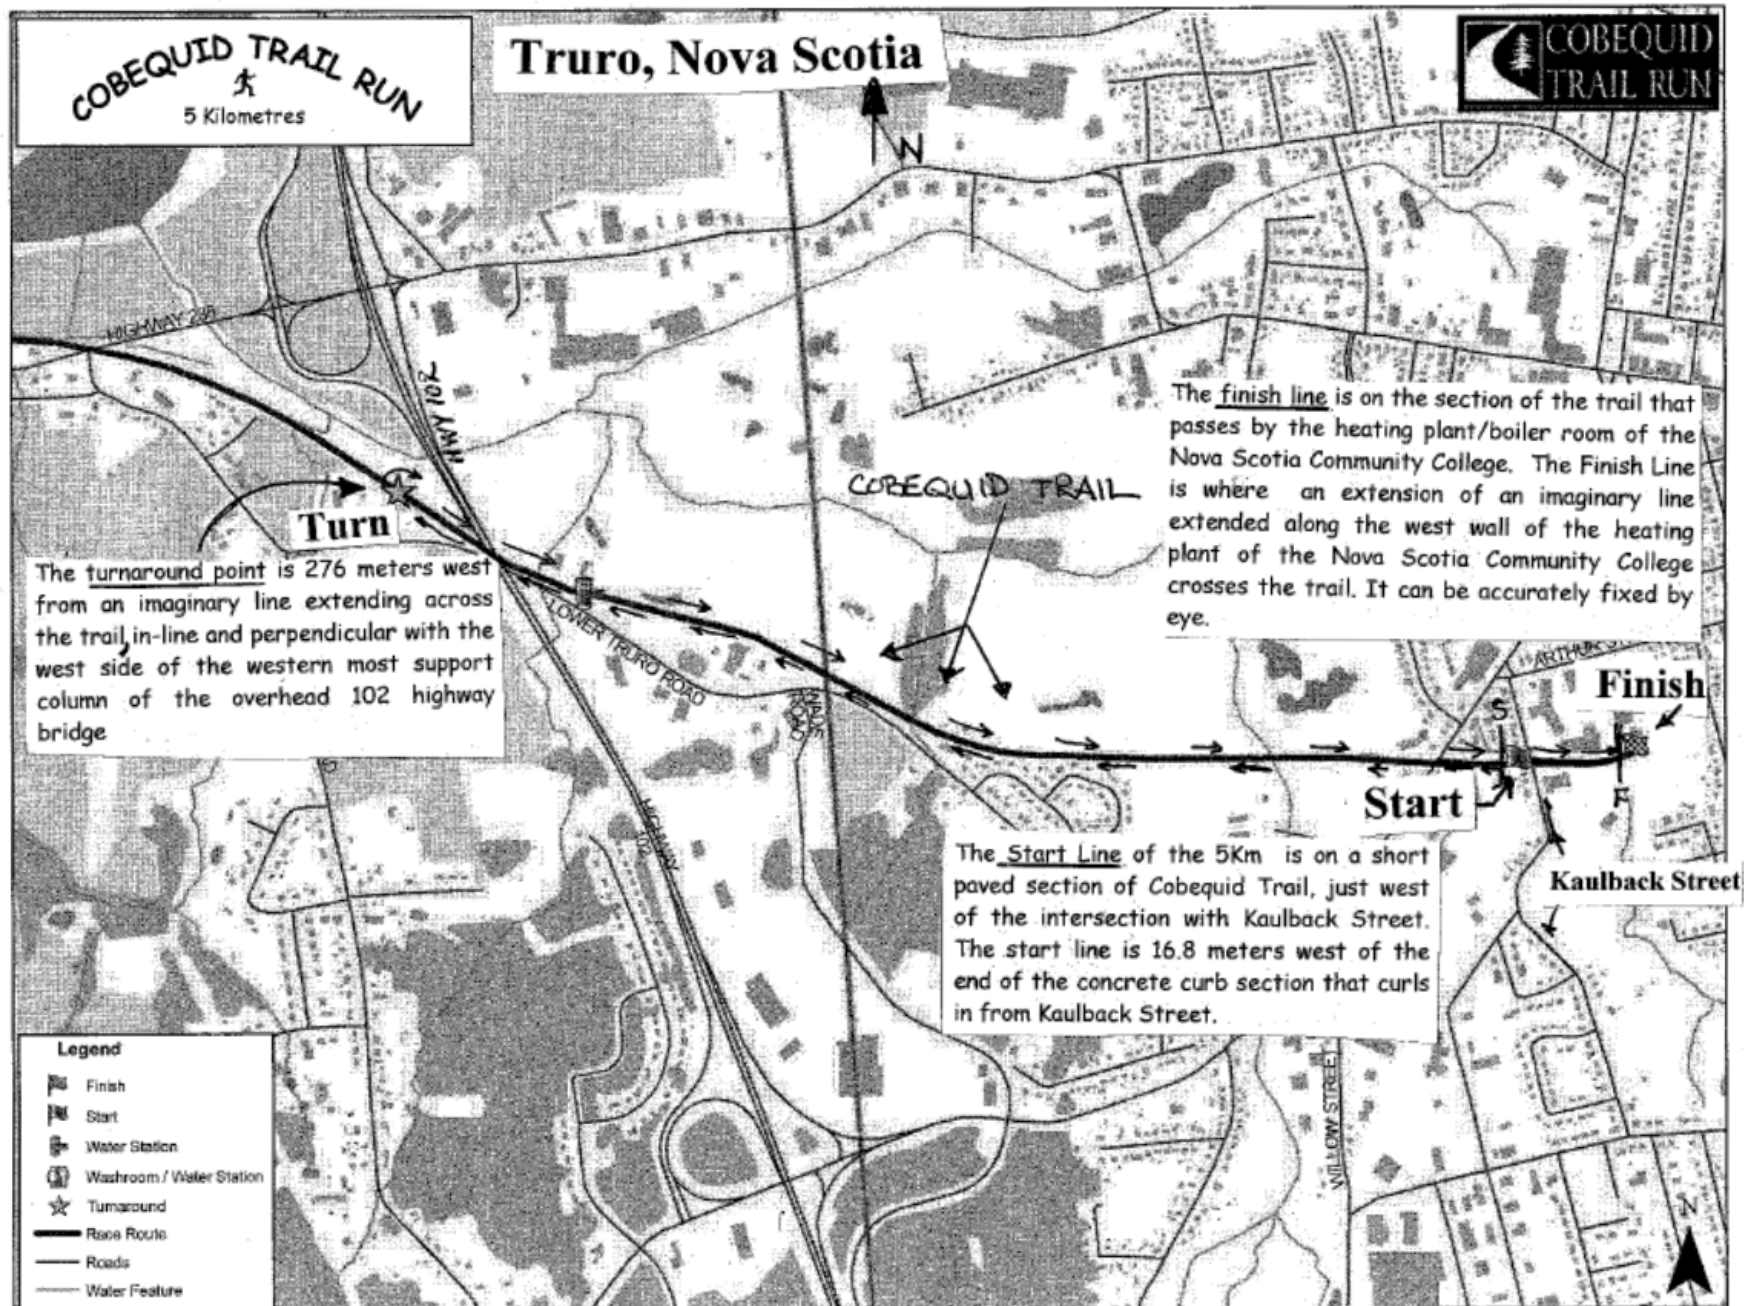 COBEQUID TRAIL RUN
5 Kilometres
Truro, Nova Scotia
N
COBEQUID
TRAIL RUN
HIGHWAY 236
HWY 102
Turn
The turnaround point is 276 meters west
from an imaginary line extending across
the trail, in-line and perpendicular with the
west side of the western most support
column of the overhead 102 highway
bridge
LOWER TRURO ROAD
COBEQUID TRAIL
The finish line is on the section of the trail that
passes by the heating plant/boiler room of the
Nova Scotia Community College. The Finish Line
is where an extension of an imaginary line
extended along the west wall of the heating
plant of the Nova Scotia Community College
crosses the trail. It can be accurately fixed by
eye.
ARTHUR S
Finish
S
F
Start
ROAD
The Start Line of the 5Km is on a short
paved section of Cobequid Trail, just west
of the intersection with Kaulback Street.
The start line is 16.8 meters west of the
end of the concrete curb section that curls
in from Kaulback Street.
Kaulback Street
HIGHWAY 102
WILLOW STREET
Legend
Finish
Start
Water Station
Washroom / Water Station
Turnaround
Race Route
Roads
Water Feature
N